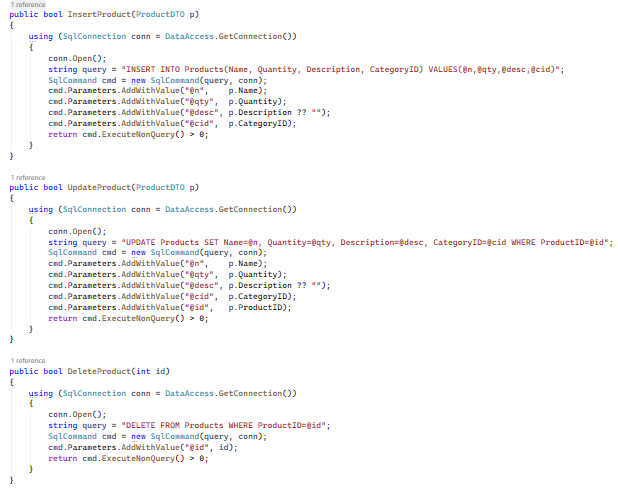 1 reference
public bool InsertProduct(ProductDTO p)
{
using (SqlConnection conn = DataAccess.GetConnection())
{
conn.Open();
string query = "INSERT INTO Products(Name, Quantity, Description, CategoryID) VALUES(@n,@qty,@desc,@cid)";
SqlCommand cmd = new SqlCommand(query, conn);
cmd.Parameters.AddWithValue("@n", p.Name);
cmd.Parameters.AddWithValue("@qty", p.Quantity);
cmd.Parameters.AddWithValue("@desc", p.Description ?? "");
cmd.Parameters.AddWithValue("@cid", p.CategoryID);
return cmd.ExecuteNonQuery() > 0;
}
}
1 reference
public bool UpdateProduct(ProductDTO p)
{
using (SqlConnection conn = DataAccess.GetConnection())
{
conn.Open();
string query = "UPDATE Products SET Name=@n, Quantity=@qty, Description=@desc, CategoryID=@cid WHERE ProductID=@id";
SqlCommand cmd = new SqlCommand(query, conn);
cmd.Parameters.AddWithValue("@n", p.Name);
cmd.Parameters.AddWithValue("@qty", p.Quantity);
cmd.Parameters.AddWithValue("@desc", p.Description ?? "");
cmd.Parameters.AddWithValue("@cid", p.CategoryID);
cmd.Parameters.AddWithValue("@id", p.ProductID);
return cmd.ExecuteNonQuery() > 0;
}
}
1 reference
public bool DeleteProduct(int id)
{
using (SqlConnection conn = DataAccess.GetConnection())
{
conn.Open();
string query = "DELETE FROM Products WHERE ProductID=@id";
SqlCommand cmd = new SqlCommand(query, conn);
cmd.Parameters.AddWithValue("@id", id);
return cmd.ExecuteNonQuery() > 0;
}
}